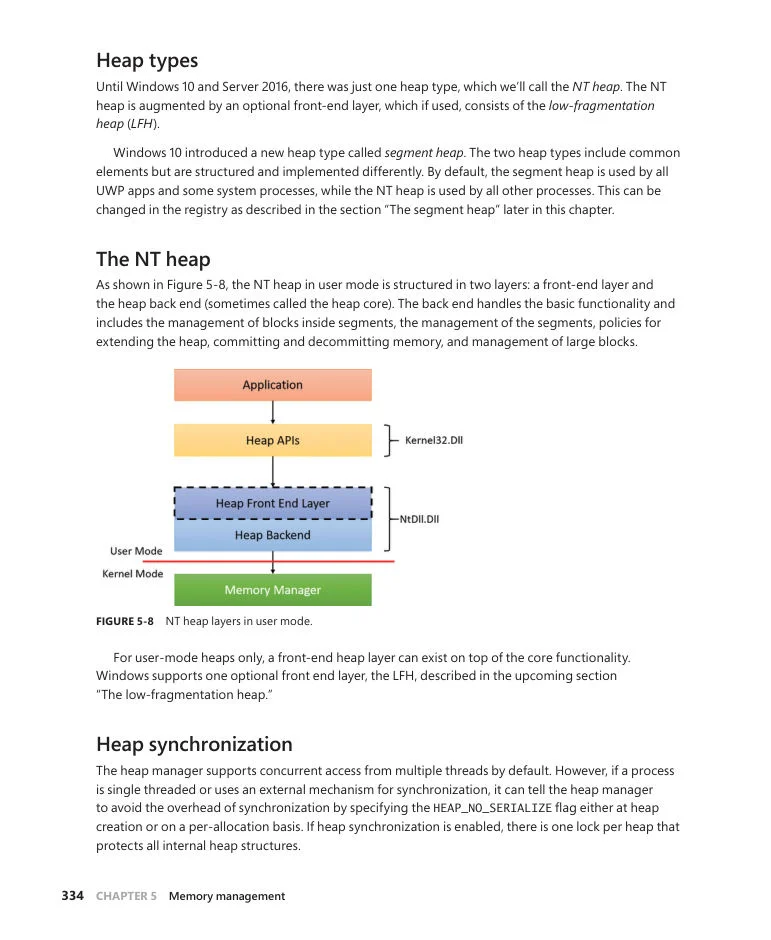 Heap types
Until Windows 10 and Server 2016, there was just one heap type, which we’ll call the NT heap. The NT
heap is augmented by an optional front-end layer, which if used, consists of the low-fragmentation
heap (LFH).
Windows 10 introduced a new heap type called segment heap. The two heap types include common
elements but are structured and implemented differently. By default, the segment heap is used by all
UWP apps and some system processes, while the NT heap is used by all other processes. This can be
changed in the registry as described in the section “The segment heap” later in this chapter.
The NT heap
As shown in Figure 5-8, the NT heap in user mode is structured in two layers: a front-end layer and
the heap back end (sometimes called the heap core). The back end handles the basic functionality and
includes the management of blocks inside segments, the management of the segments, policies for
extending the heap, committing and decommitting memory, and management of large blocks.
Application
Heap APIs
Kernel32.Dll
Heap Front End Layer
NtDll.Dll
Heap Backend
User Mode
Kernel Mode
Memory Manager
FIGURE 5-8 NT heap layers in user mode.
For user-mode heaps only, a front-end heap layer can exist on top of the core functionality.
Windows supports one optional front end layer, the LFH, described in the upcoming section
“The low-fragmentation heap.”
Heap synchronization
The heap manager supports concurrent access from multiple threads by default. However, if a process
is single threaded or uses an external mechanism for synchronization, it can tell the heap manager
to avoid the overhead of synchronization by specifying the HEAP_NO_SERIALIZE flag either at heap
creation or on a per-allocation basis. If heap synchronization is enabled, there is one lock per heap that
protects all internal heap structures.
334 CHAPTER 5 Memory management